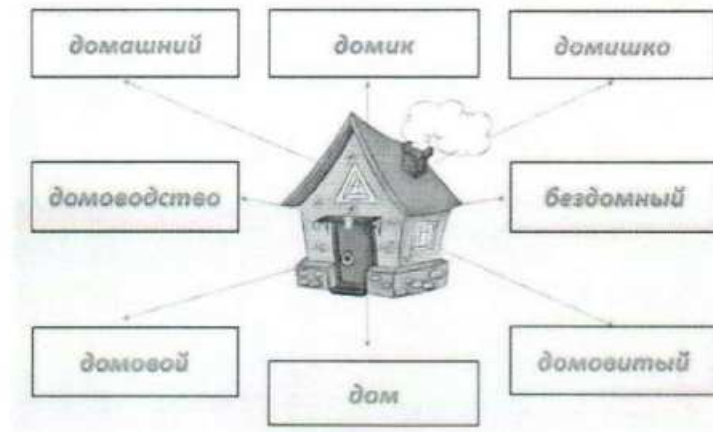 домашний
домик
домишко
домоводство
бездомный
домовой
дом
домовитый